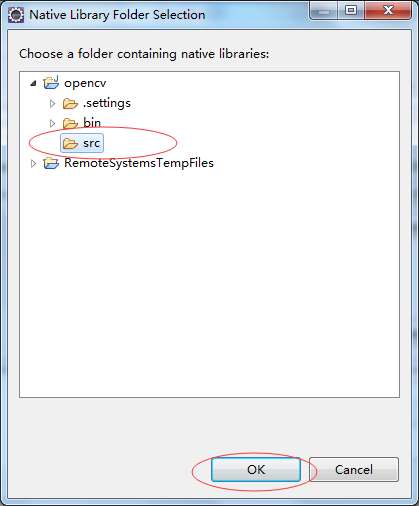 Native Library Folder Selection
Choose a folder containing native libraries:
opencv
.settings
bin
src
RemoteSystemsTempFiles
OK
Cancel